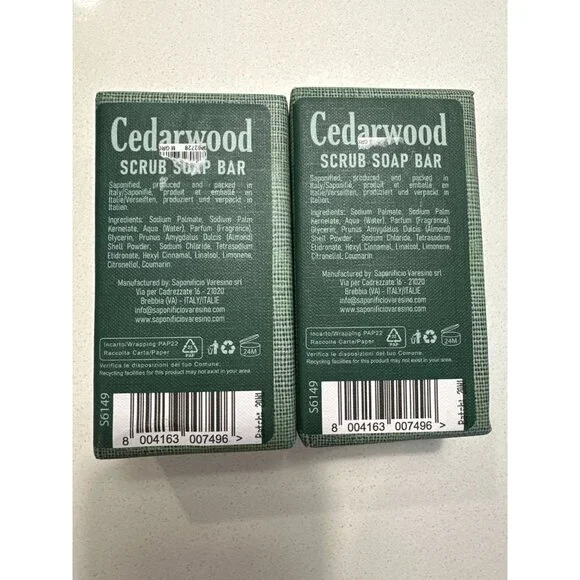 Cedarwood
SCRUB SOAP BAR
Saponified, produced and packed in
Italy/Saponifié, produit et emballé en
Italie/Verseiften, produziert und verpackt in
Italien.
Ingredients: Sodium Palmate, Sodium Palm
Kernelate, Aqua (Water), Parfum (Fragrance),
Glycerin, Prunus Amygdalus Dulcis (Almond)
Shell Powder, Sodium Chloride, Tetrasodium
Etidronate, Hexyl Cinnamal, Linalool, Limonene,
Citronellol, Coumarin.
Manufactured by: Saponificio Varesino srl
Via per Cadrezzate 16 - 21020
Brebbia (VA) - ITALY/ITALIE
info@saponificiovaresino.com
www.saponificiovaresino.com
Incarto/Wrapping PAP22
Raccolta Carta/Paper
22
PAP
24M
Verifica le disposizioni del tuo Comune.
Recycling facilities for this product may not exist in your area.
S6149
8 004163 007496 >
Cedarwood
SCRUB SOAP BAR
Saponified, produced and packed in
Italy/Saponifié, produit et emballé en
Italie/Verseiften, produziert und verpackt in
Italien.
Ingredients: Sodium Palmate, Sodium Palm
Kernelate, Aqua (Water), Parfum (Fragrance),
Glycerin, Prunus Amygdalus Dulcis (Almond)
Shell Powder, Sodium Chloride, Tetrasodium
Etidronate, Hexyl Cinnamal, Linalool, Limonene,
Citronellol, Coumarin.
Manufactured by: Saponificio Varesino srl
Via per Cadrezzate 16 - 21020
Brebbia (VA) - ITALY/ITALIE
info@saponificiovaresino.com
www.saponificiovaresino.com
Incarto/Wrapping PAP22
Raccolta Carta/Paper
22
PAP
24M
Verifica le disposizioni del tuo Comune.
Recycling facilities for this product may not exist in your area.
S6149
8 004163 007496 >